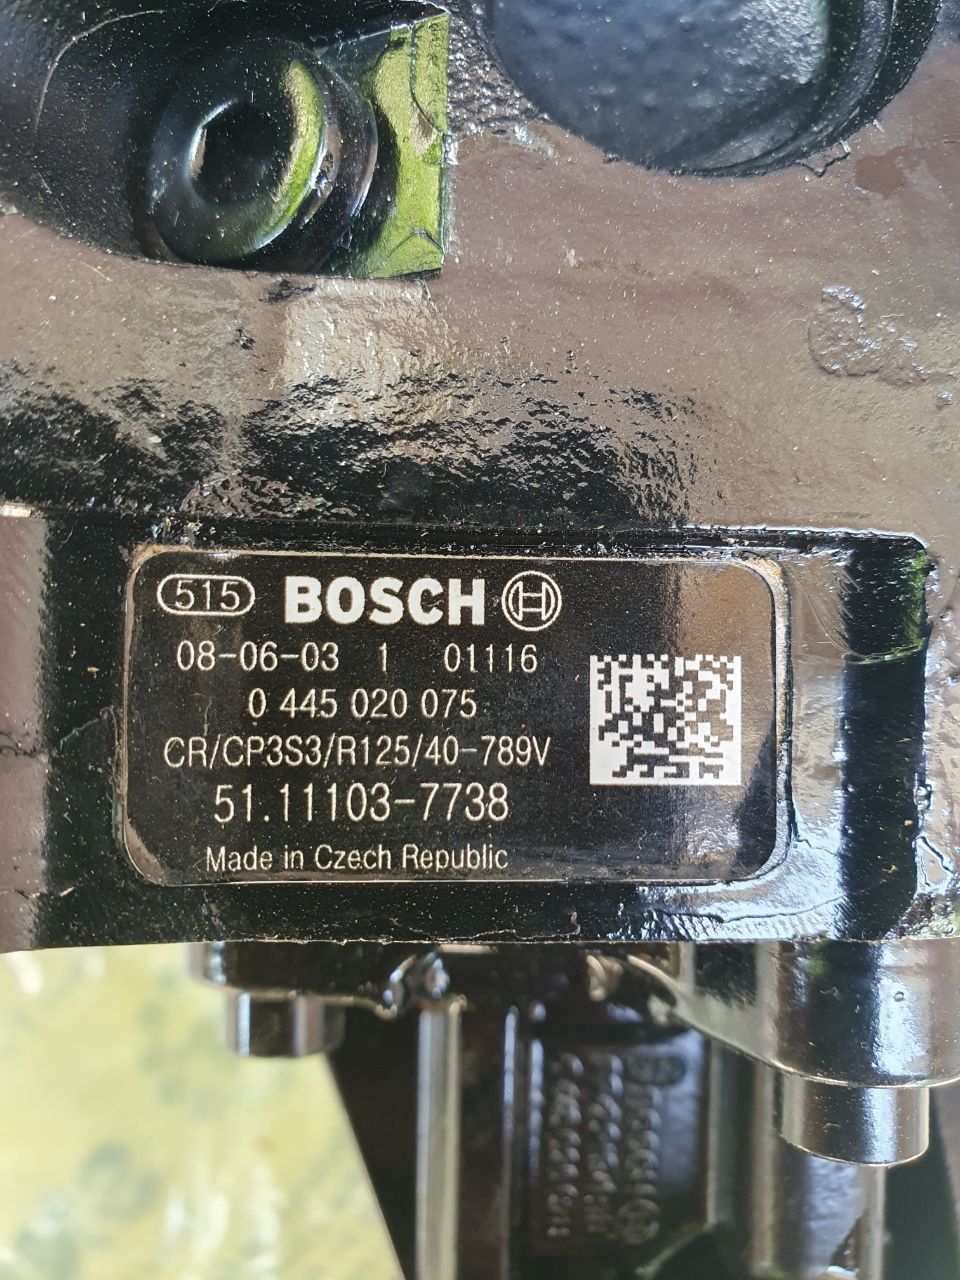 515 BOSCH
08-06-03 1 01116
0 445 020 075
CR/CP3S3/R125/40-789V
51.11103-7738
Made in Czech Republic